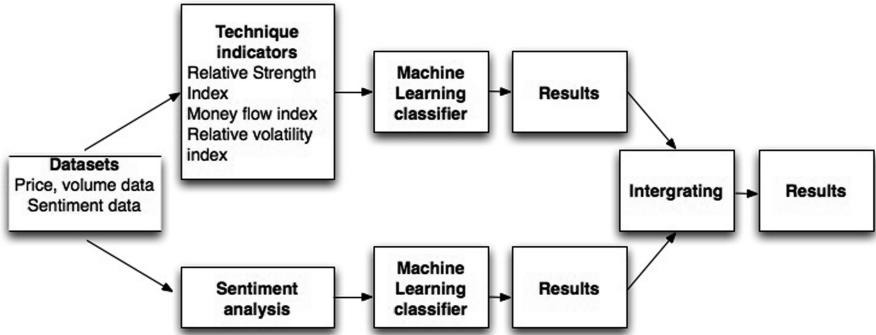 Datasets
Price, volume data
Sentiment data
Technique
indicators
Relative Strength
Index
Money flow index
Relative volatility
index
Machine
Learning
classifier
Results
Sentiment
analysis
Machine
Learning
classifier
Results
Intergrating
Results